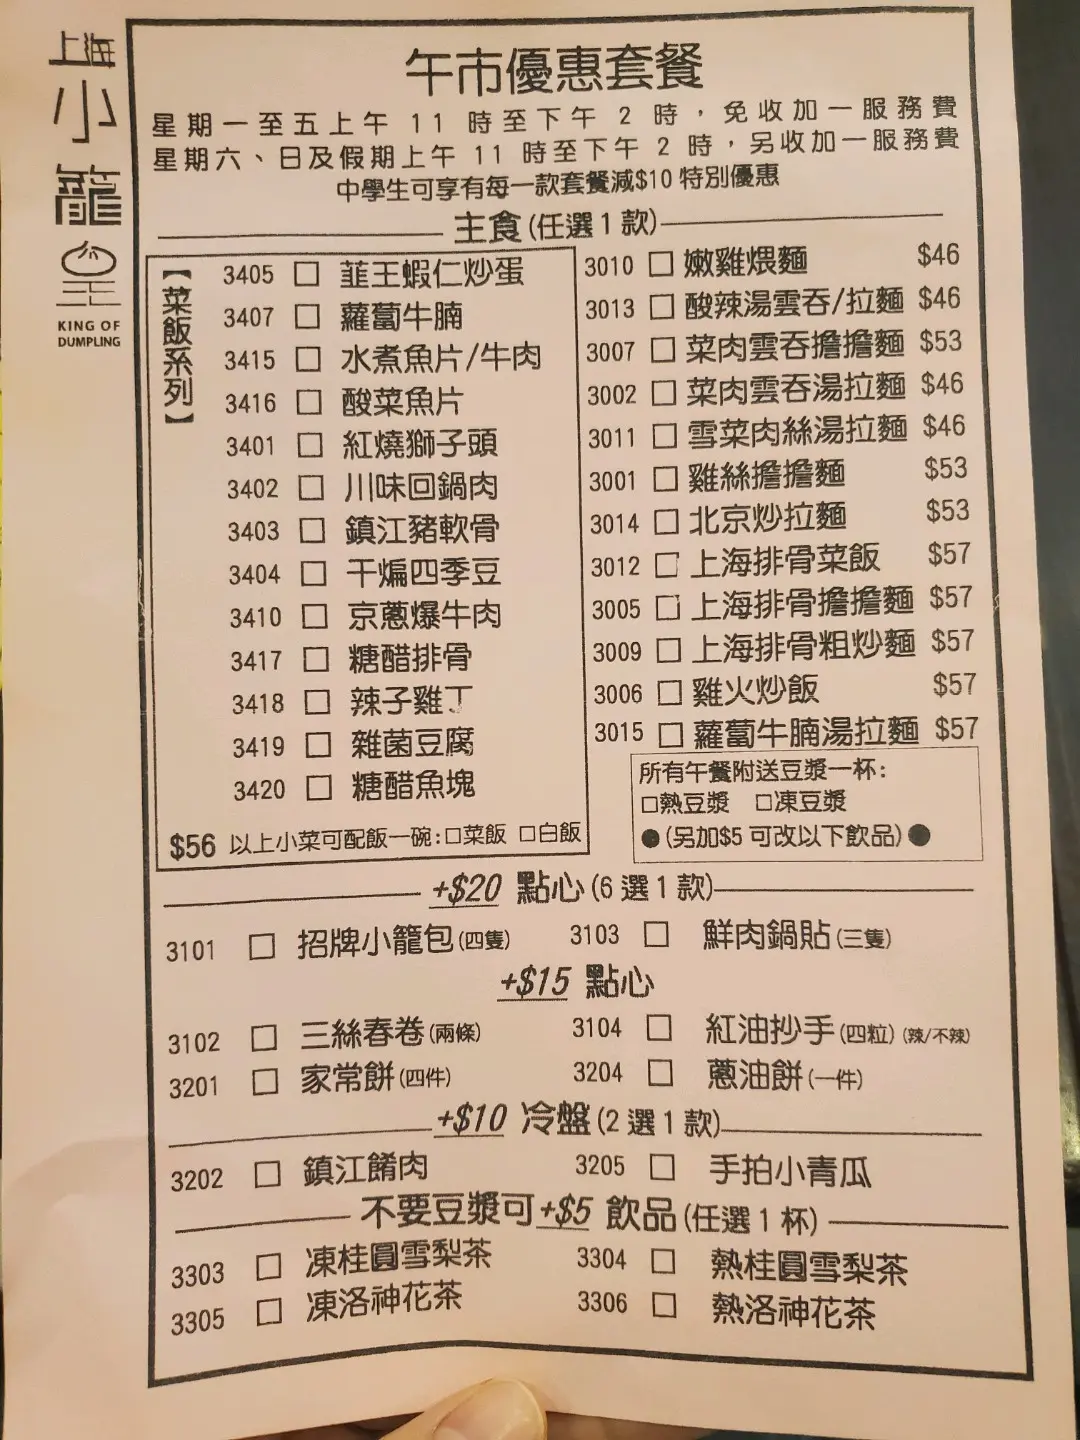 上海
小
籠
王
KING OF
DUMPLING
午市優惠套餐
星期一至五上午 11 時至下午 2 時，免收加一服務費
星期六、日及假期上午 11 時至下午 2 時，另收加一服務費
中學生可享有每一款套餐減$10 特別優惠
主食(任選 1 款)
【菜飯系列】
3405 □ 韮王蝦仁炒蛋
3407 □ 蘿蔔牛腩
3415 □ 水煮魚片/牛肉
3416 □ 酸菜魚片
3401 □ 紅燒獅子頭
3402 □ 川味回鍋肉
3403 □ 鎮江豬軟骨
3404 □ 干煸四季豆
3410 □ 京蔥爆牛肉
3417 □ 糖醋排骨
3418 □ 辣子雞丁
3419 □ 雜菌豆腐
3420 □ 糖醋魚塊
$56 以上小菜可配飯一碗:□菜飯 □白飯
3010 □ 嫩雞煨麵 $46
3013 □ 酸辣湯雲吞/拉麵 $46
3007 □ 菜肉雲吞擔擔麵 $53
3002 □ 菜肉雲吞湯拉麵 $46
3011 □ 雪菜肉絲湯拉麵 $46
3001 □ 雞絲擔擔麵 $53
3014 □ 北京炒拉麵 $53
3012 □ 上海排骨菜飯 $57
3005 □ 上海排骨擔擔麵 $57
3009 □ 上海排骨粗炒麵 $57
3006 □ 雞火炒飯 $57
3015 □ 蘿蔔牛腩湯拉麵 $57
所有午餐附送豆漿一杯:
□熱豆漿 □凍豆漿
●(另加$5 可改以下飲品)●
+$20 點心(6 選 1 款)
3101 □ 招牌小籠包(四隻) 3103 □ 鮮肉鍋貼(三隻)
+$15 點心
3102 □ 三絲春卷(兩條) 3104 □ 紅油抄手(四粒)(辣/不辣)
3201 □ 家常餅(四件) 3204 □ 蔥油餅(一件)
+$10 冷盤(2 選 1 款)
3202 □ 鎮江餚肉 3205 □ 手拍小青瓜
不要豆漿可+$5 飲品(任選 1 杯)
3303 □ 凍桂圓雪梨茶 3304 □ 熱桂圓雪梨茶
3305 □ 凍洛神花茶 3306 □ 熱洛神花茶